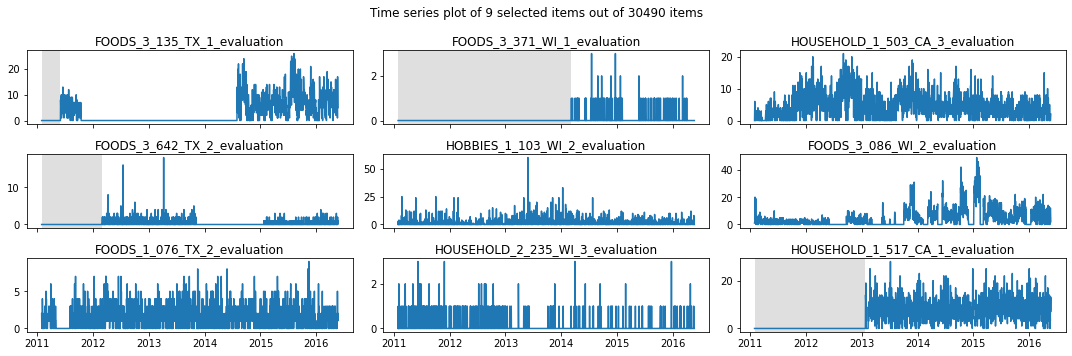 Time series plot of 9 selected items out of 30490 items
FOODS_3_135_TX_1_evaluation
FOODS_3_371_WI_1_evaluation
HOUSEHOLD_1_503_CA_3_evaluation
20
10
0
2
0
20
10
0
FOODS_3_642_TX_2_evaluation
HOBBIES_1_103_WI_2_evaluation
FOODS_3_086_WI_2_evaluation
10
0
50
25
0
40
20
0
FOODS_1_076_TX_2_evaluation
HOUSEHOLD_2_235_WI_3_evaluation
HOUSEHOLD_1_517_CA_1_evaluation
5
0
2
0
20
0
2011 2012 2013 2014 2015 2016
2011 2012 2013 2014 2015 2016
2011 2012 2013 2014 2015 2016